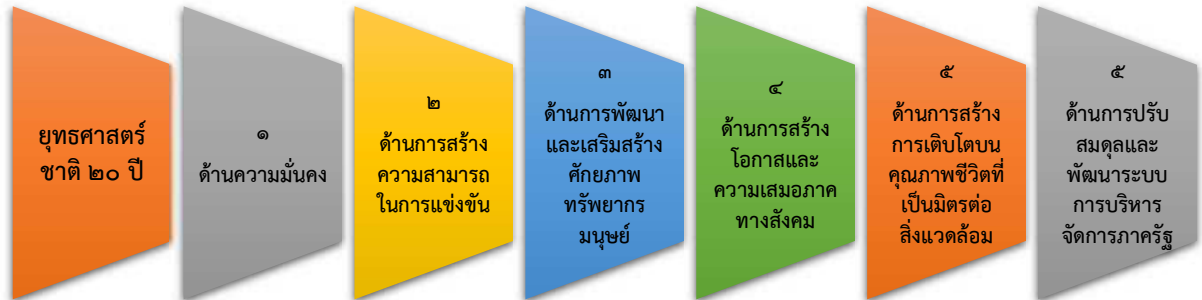 ยุทธศาสตร์
ชาติ ๒๐ ปี
๑
ด้านความมั่นคง
๒
ด้านการสร้าง
ความสามารถ
ในการแข่งขัน
๓
ด้านการพัฒนา
และเสริมสร้าง
ศักยภาพ
ทรัพยากร
มนุษย์
๔
ด้านการสร้าง
โอกาสและ
ความเสมอภาค
ทางสังคม
๕
ด้านการสร้าง
การเติบโตบน
คุณภาพชีวิตที่
เป็นมิตรต่อ
สิ่งแวดล้อม
๕
ด้านการปรับ
สมดุลและ
พัฒนาระบบ
การบริหาร
จัดการภาครัฐ